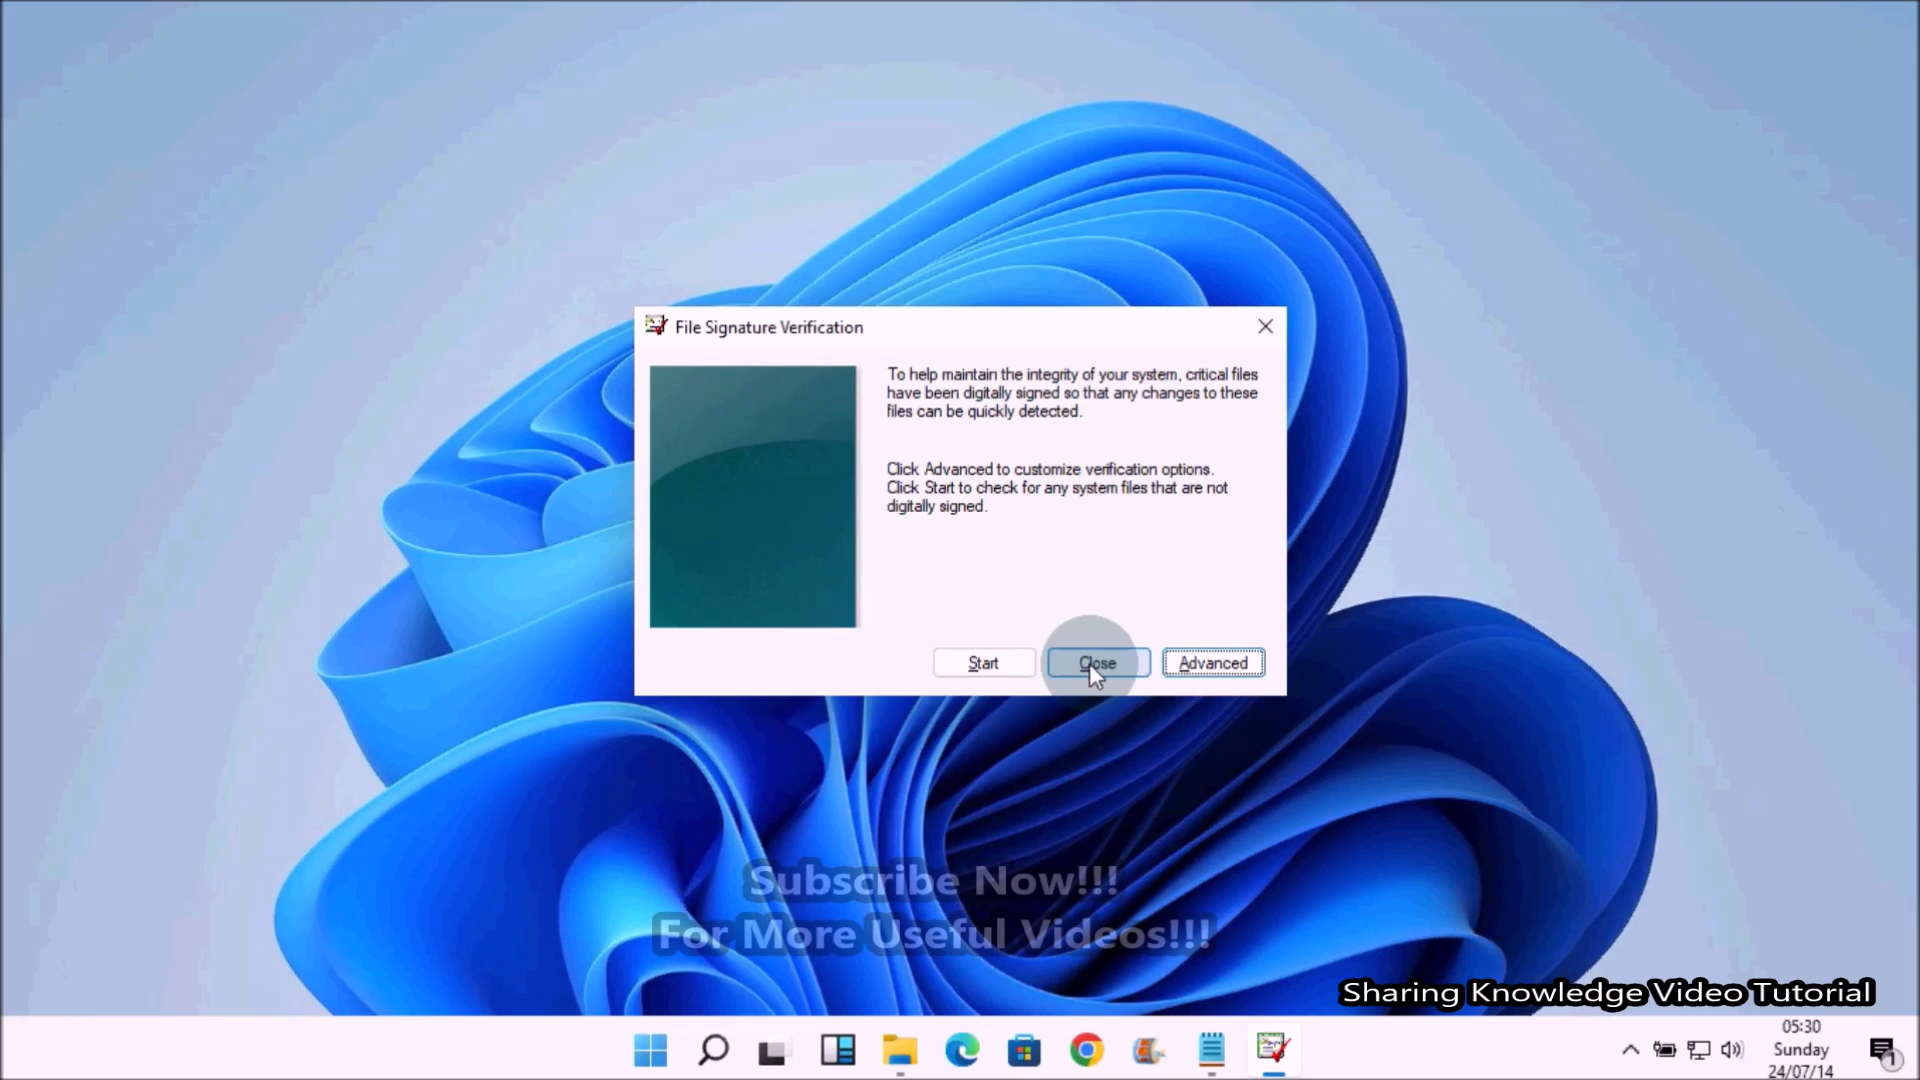 File Signature Verification
To help maintain the integrity of your system, critical files
have been digitally signed so that any changes to these
files can be quickly detected.
Click Advanced to customize verification options.
Click Start to check for any system files that are not
digitally signed.
Start
Close
Advanced
Subscribe Now!!!
For More Useful Videos!!!
Sharing Knowledge Video Tutorial
05:30
Sunday
24/07/14
1